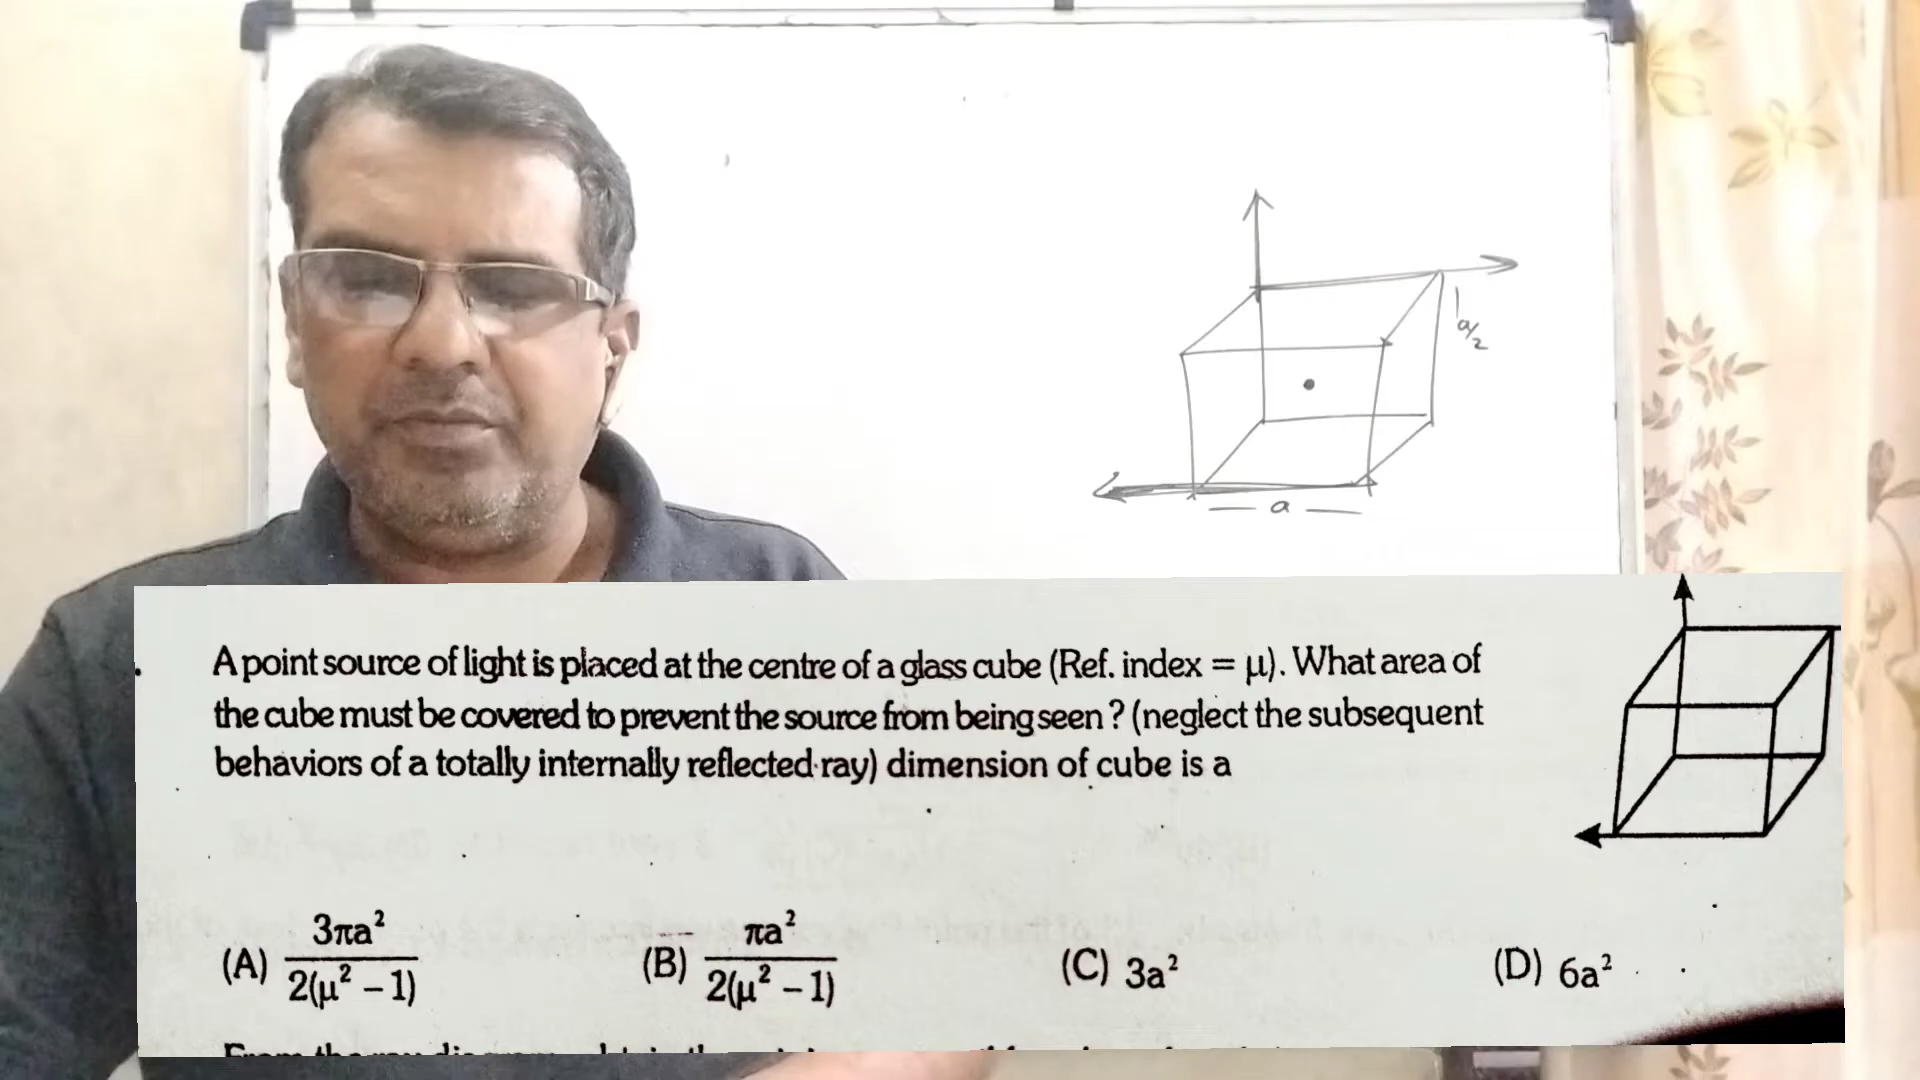 a/2
a
A point source of light is placed at the centre of a glass cube (Ref. index = μ). What area of
the cube must be covered to prevent the source from being seen ? (neglect the subsequent
behaviors of a totally internally reflected ray) dimension of cube is a
(A) 3πa² / 2(μ² – 1) (B) πa² / 2(μ² – 1) (C) 3a² (D) 6a²